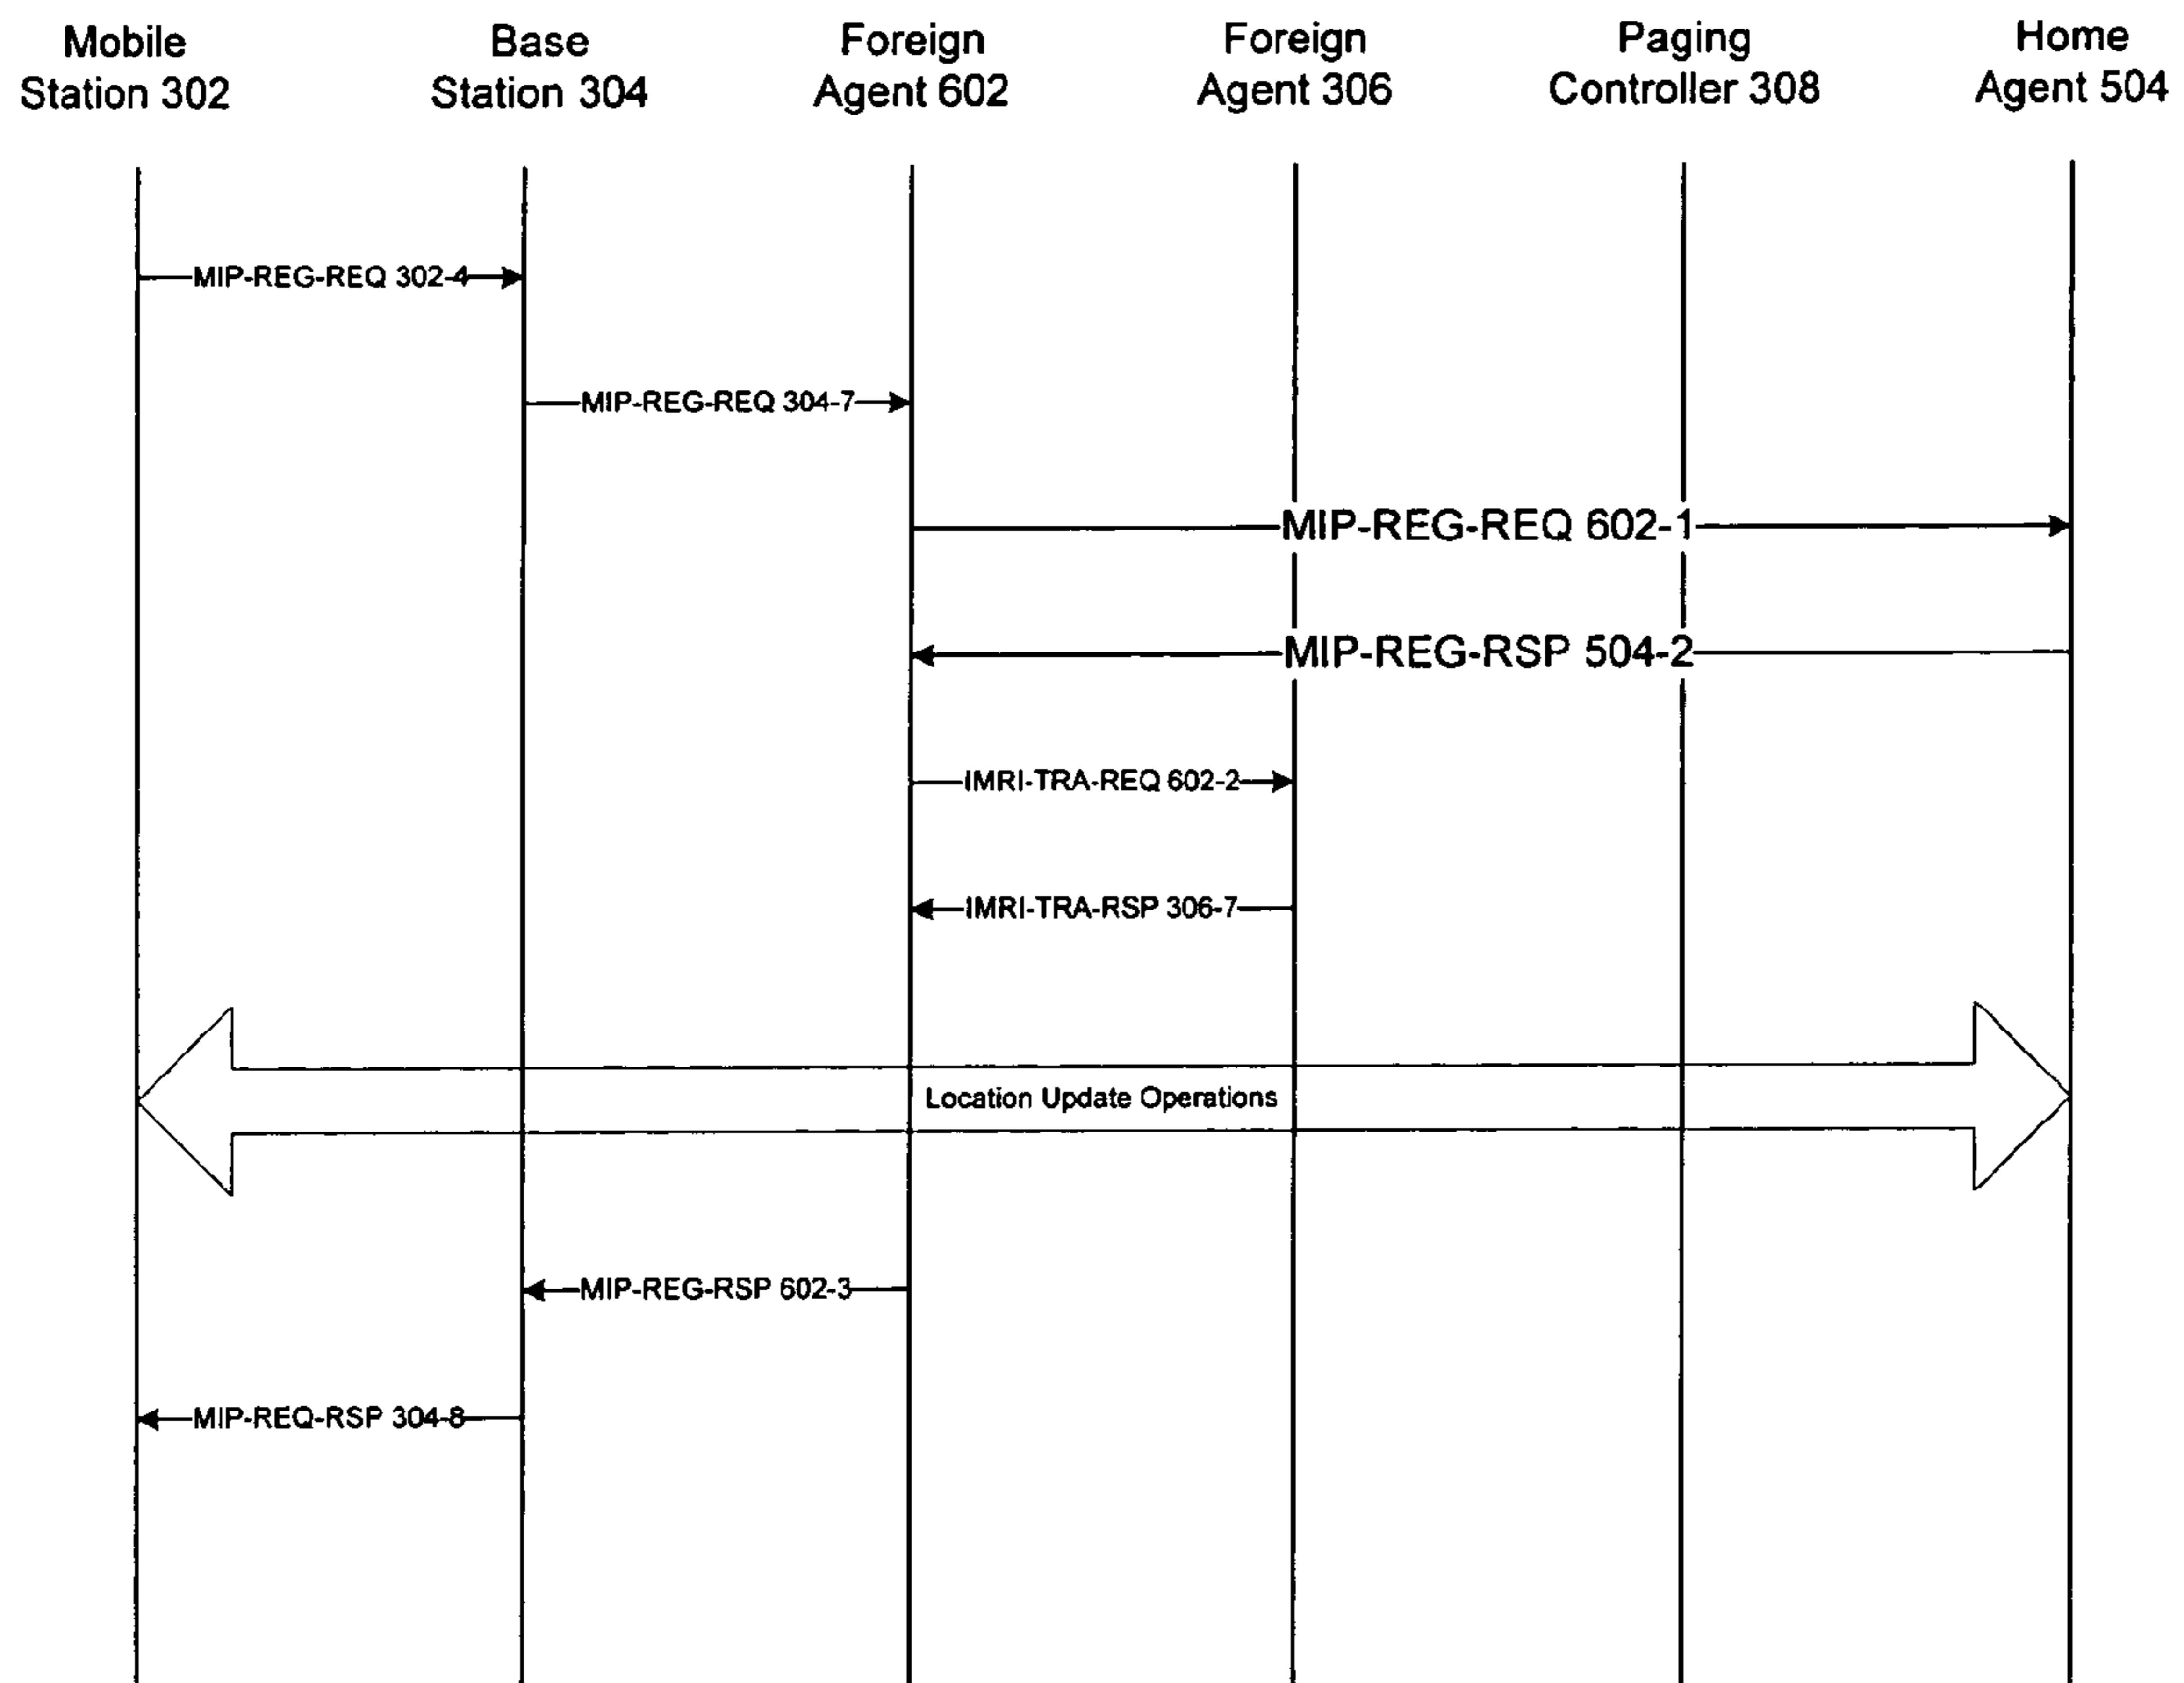 Mobile Base Foreign Foreign Paging Home
Station 302 Station 304 Agent 602 Agent 306 Controller 308 Agent 504
MIP-REG-REQ 302-4
MIP-REG-REQ 304-7
MIP-REG-REQ 602-1
MIP-REG-RSP 504-2
IMRI-TRA-REQ 602-2
IMRI-TRA-RSP 306-7
Location Update Operations
MIP-REG-RSP 602-3
MIP-REQ-RSP 304-8